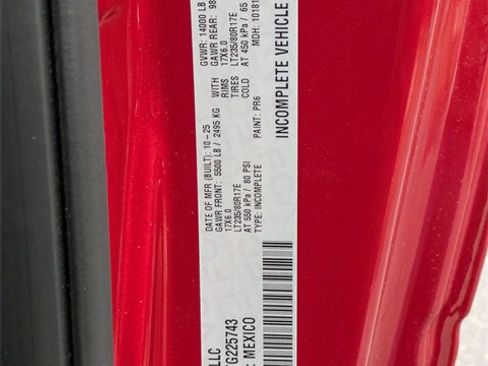 DATE OF MFR (BUILT): 10-25 GVWR: 14000 LB
GAWR FRONT: 5500 LB / 2495 KG WITH GAWR REAR: 98
17X6.0 RIMS 17X6.0
LT235/80R17E TIRES LT235/80R17E
AT 550 kPa / 80 PSI COLD AT 450 kPa / 65
TYPE: INCOMPLETE PAINT: PR6 MDH: 10181
INCOMPLETE VEHICLE
LLC
TG225743
: MEXICO